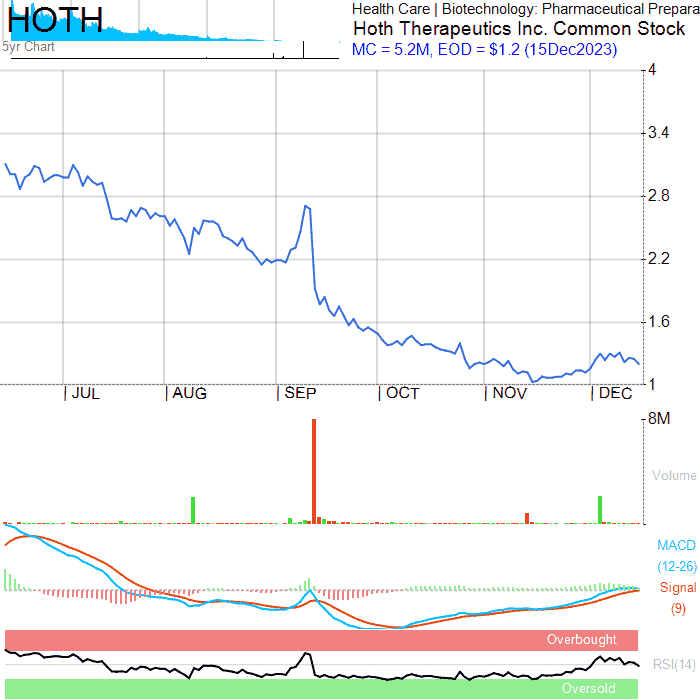 HOTH
5yr Chart
Health Care | Biotechnology: Pharmaceutical Prepara
Hoth Therapeutics Inc. Common Stock
MC = 5.2M, EOD = $1.2 (15Dec2023)
4
3.4
2.8
2.2
1.6
1
| JUL | AUG | SEP | OCT | NOV | DEC
8M
Volume
MACD
(12-26)
Signal
(9)
Overbought
RSI(14)
Oversold